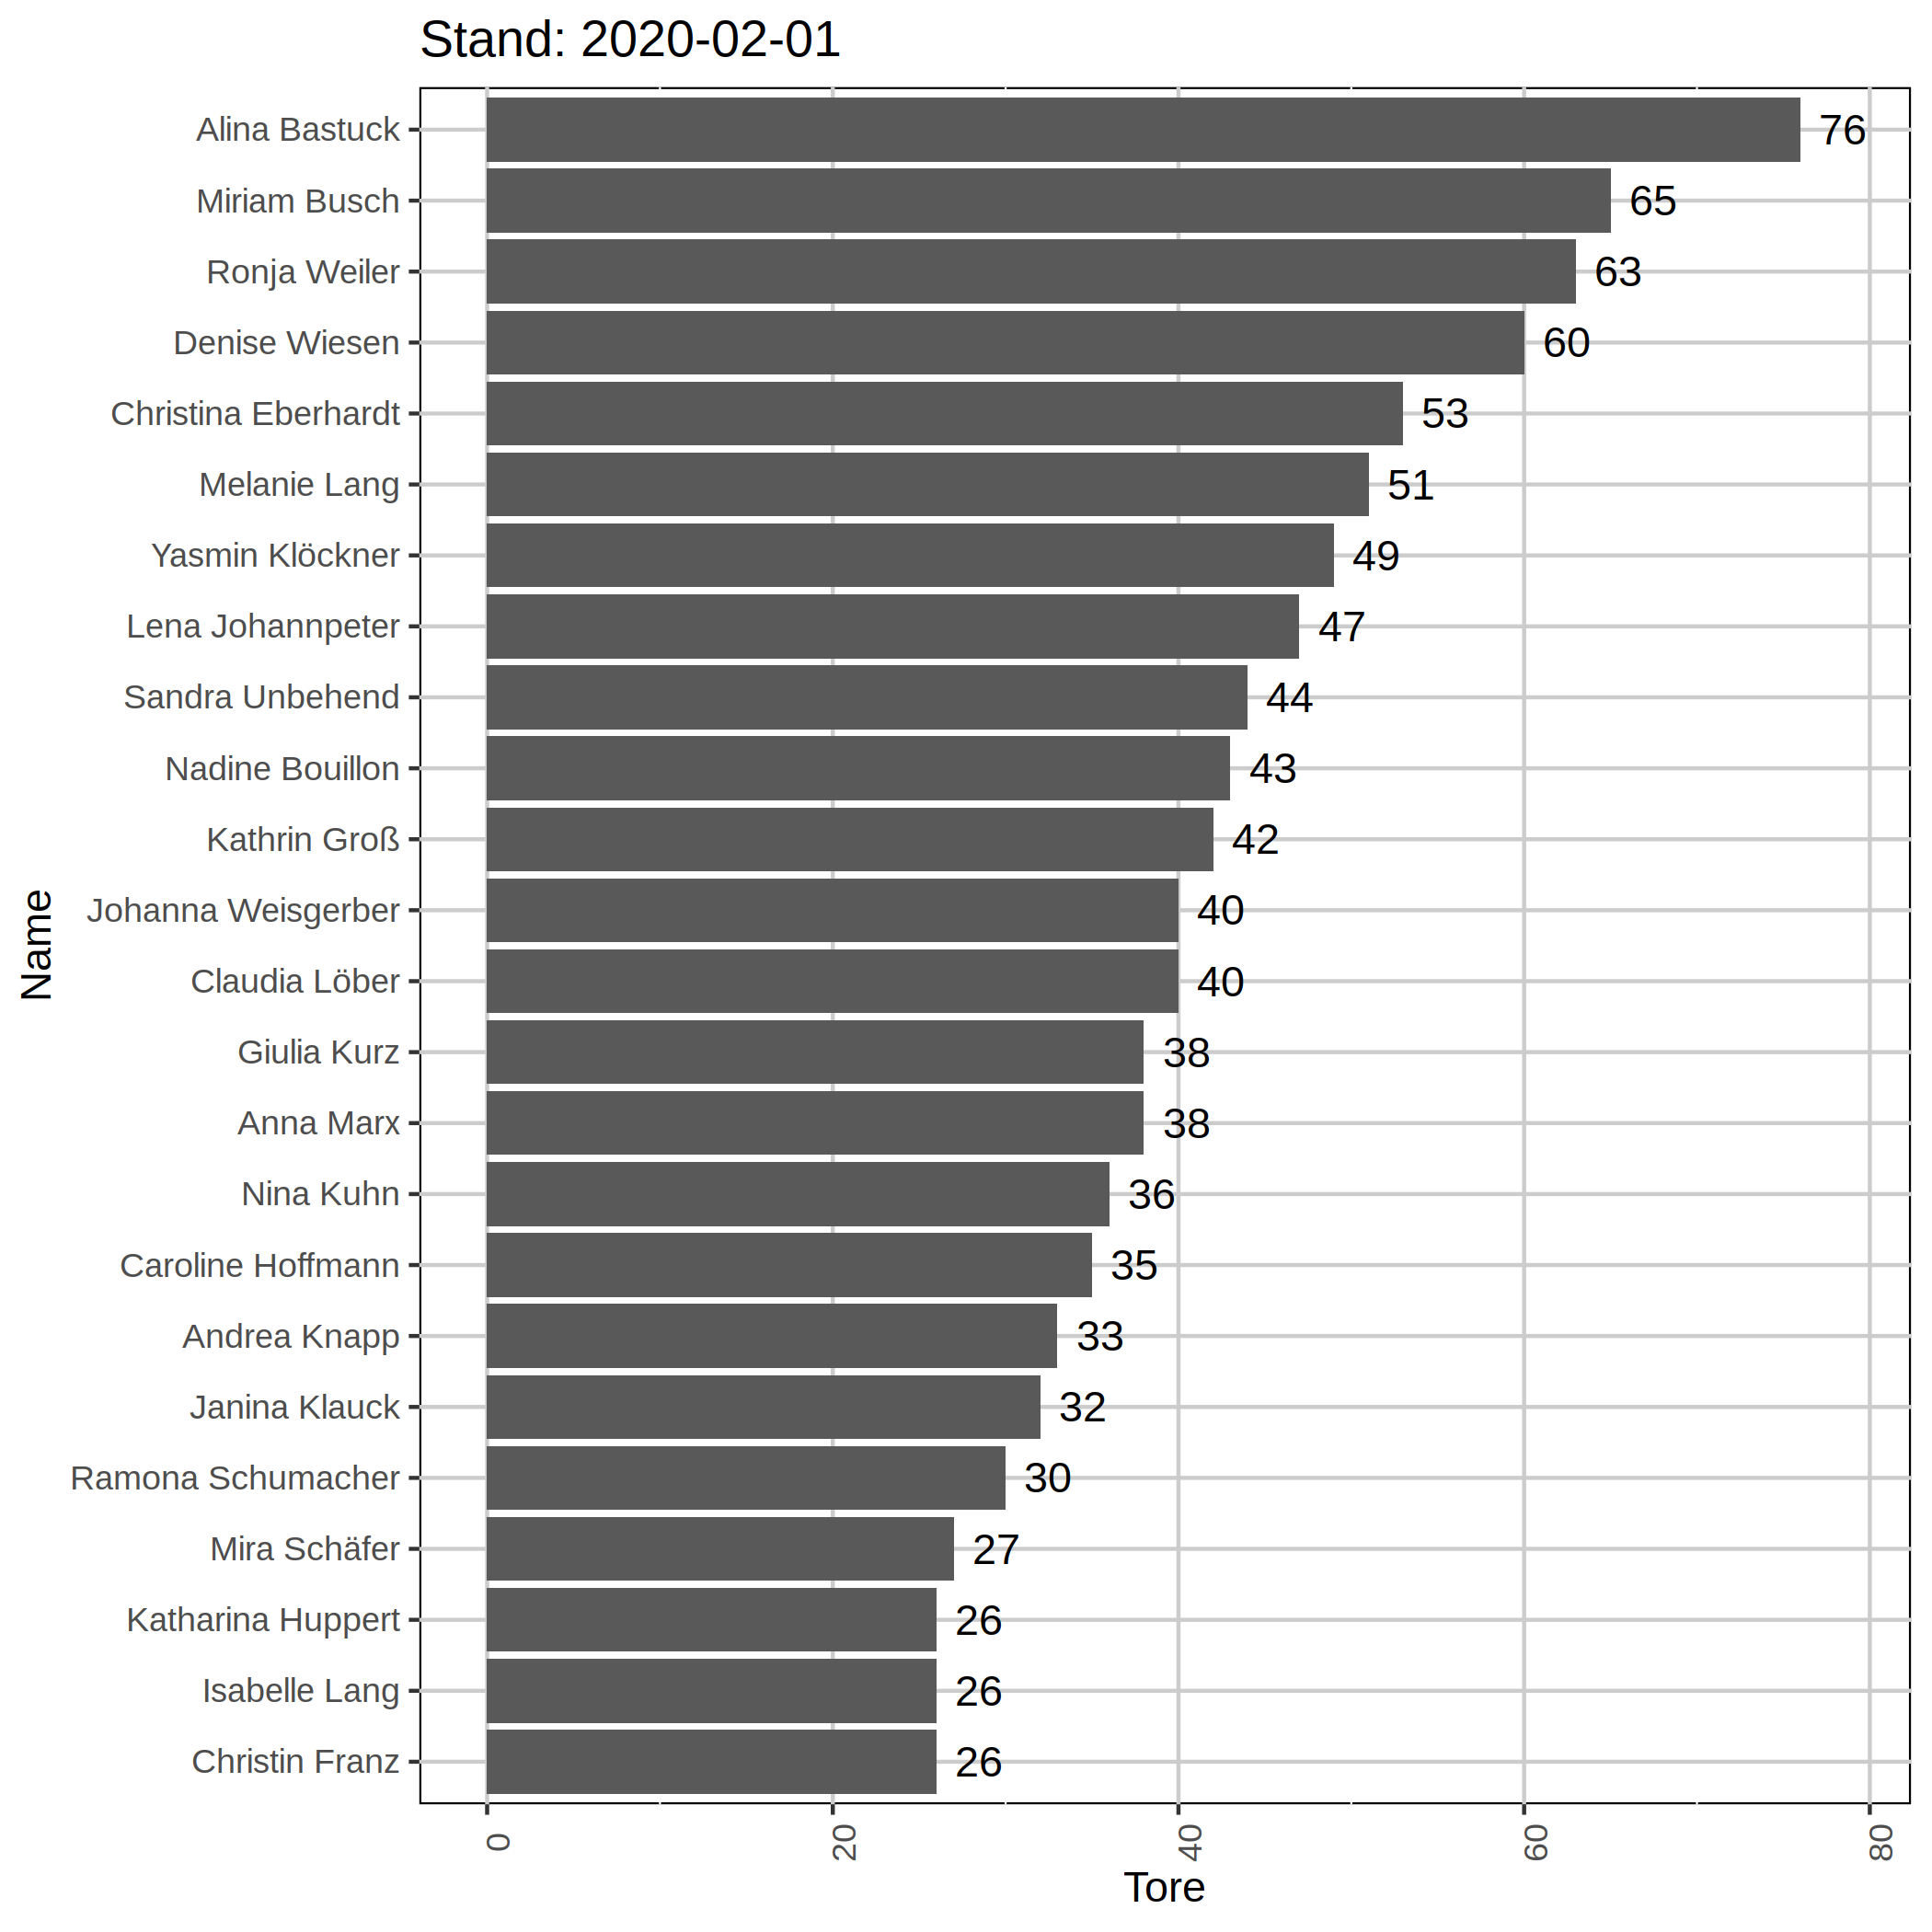 Stand: 2020-02-01
Name
Alina Bastuck 76
Miriam Busch 65
Ronja Weiler 63
Denise Wiesen 60
Christina Eberhardt 53
Melanie Lang 51
Yasmin Klöckner 49
Lena Johannpeter 47
Sandra Unbehend 44
Nadine Bouillon 43
Kathrin Groß 42
Johanna Weisgerber 40
Claudia Löber 40
Giulia Kurz 38
Anna Marx 38
Nina Kuhn 36
Caroline Hoffmann 35
Andrea Knapp 33
Janina Klauck 32
Ramona Schumacher 30
Mira Schäfer 27
Katharina Huppert 26
Isabelle Lang 26
Christin Franz 26
0 20 40 60 80
Tore